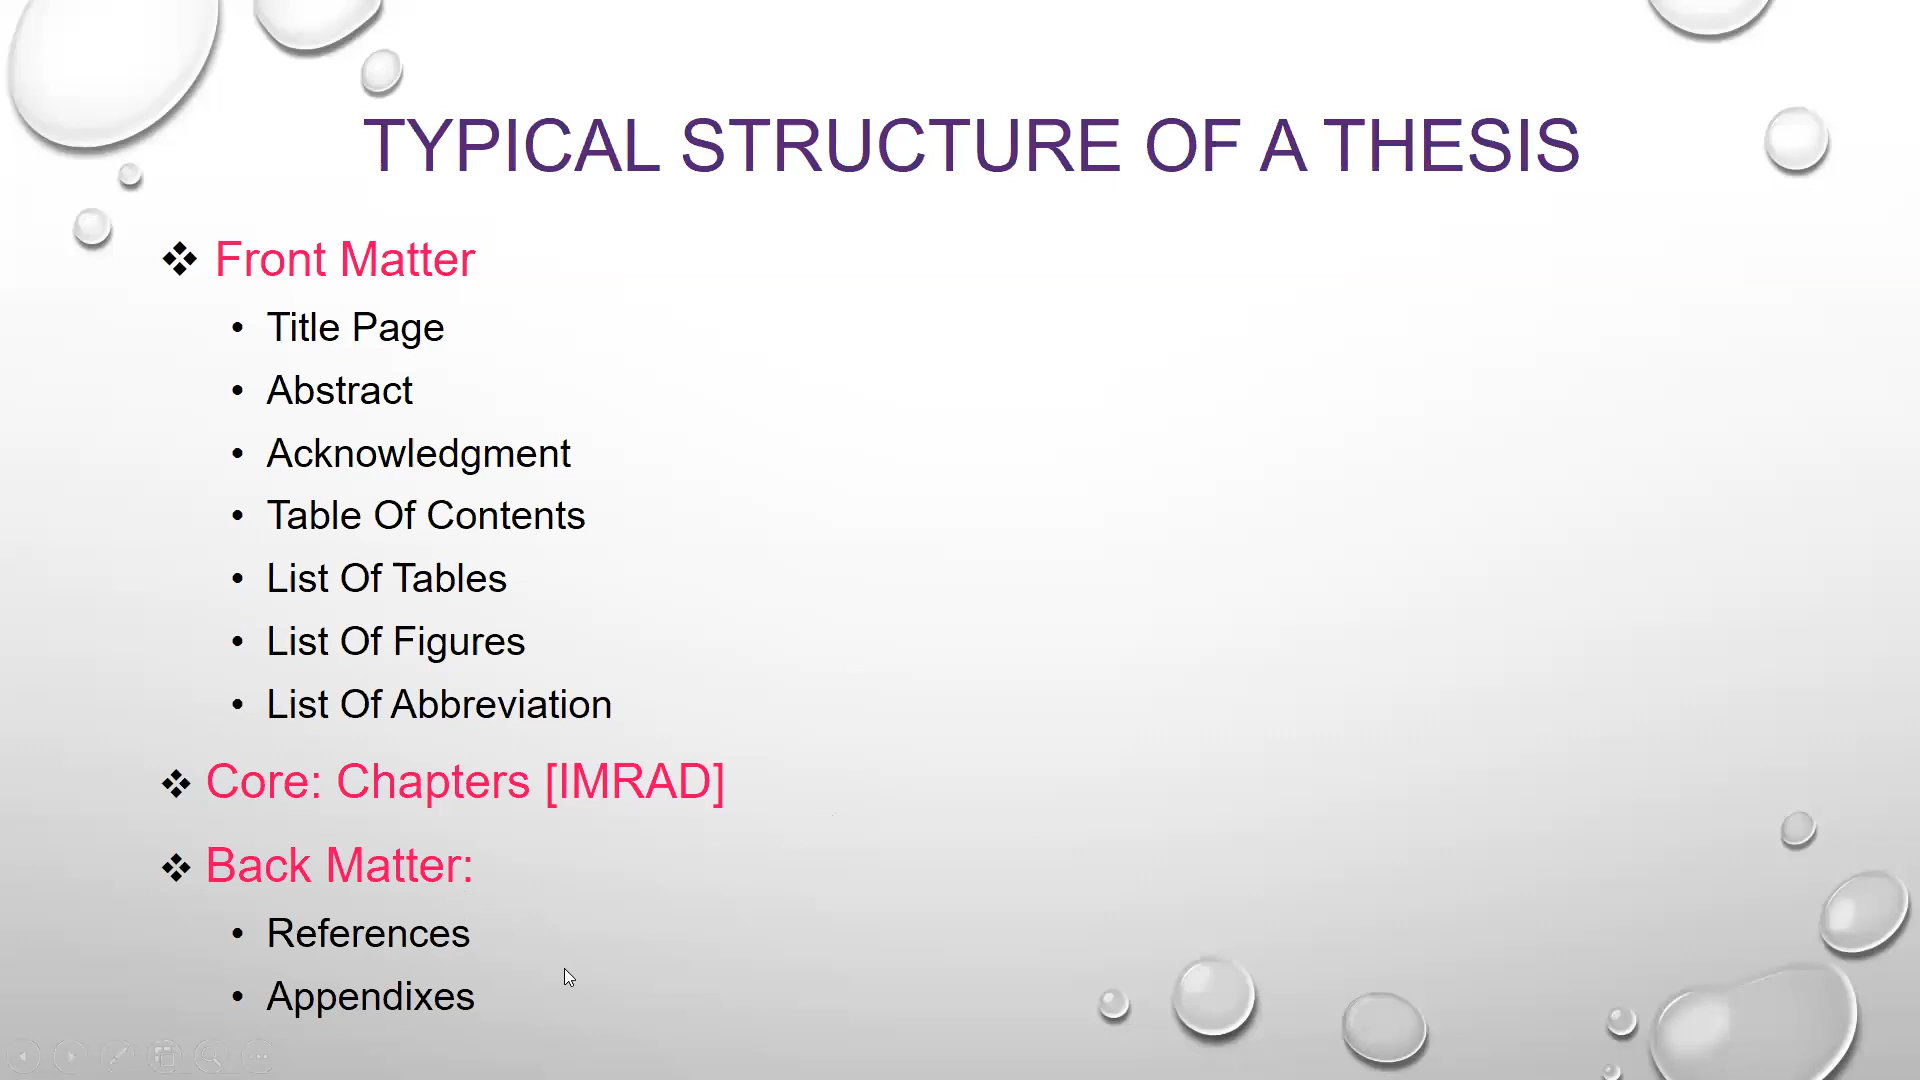 TYPICAL STRUCTURE OF A THESIS
❖ Front Matter
• Title Page
• Abstract
• Acknowledgment
• Table Of Contents
• List Of Tables
• List Of Figures
• List Of Abbreviation
❖ Core: Chapters [IMRAD]
❖ Back Matter:
• References
• Appendixes